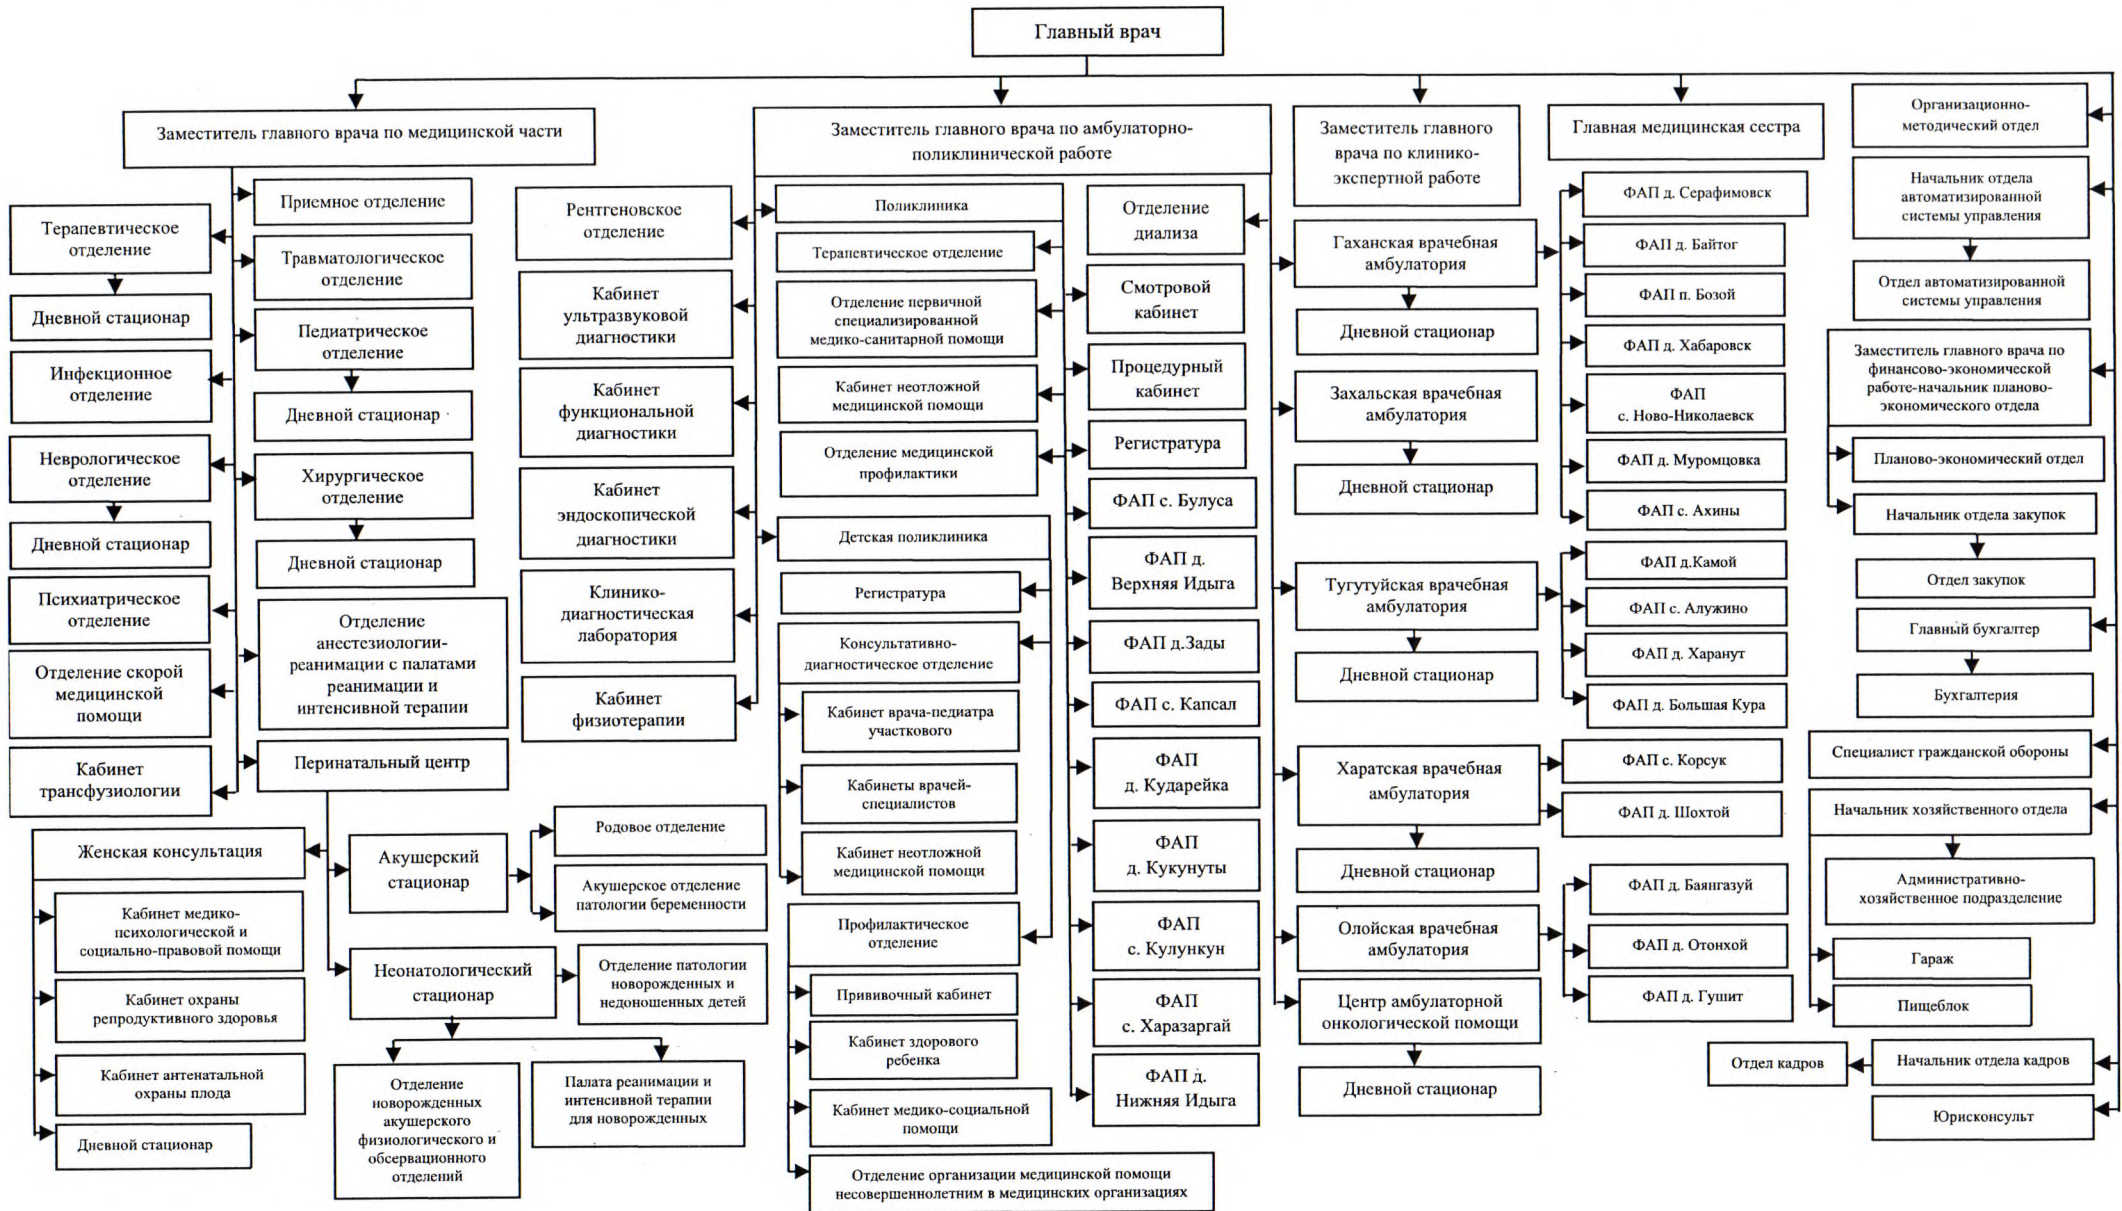 Главный врач
Заместитель главного врача по медицинской части
Терапевтическое
отделение
Дневной стационар
Инфекционное
отделение
Неврологическое
отделение
Дневной стационар
Психиатрическое
отделение
Отделение скорой
медицинской
помощи
Кабинет
трансфузиологии
Приемное отделение
Травматологическое
отделение
Педиатрическое
отделение
Дневной стационар
Хирургическое
отделение
Дневной стационар
Отделение
анестезиологии-
реанимации с палатами
реанимации и
интенсивной терапии
Перинатальный центр
Женская консультация
Кабинет медико-
психологической и
социально-правовой помощи
Кабинет охраны
репродуктивного здоровья
Кабинет антенатальной
охраны плода
Дневной стационар
Акушерский
стационар
Родовое отделение
Акушерское отделение
патологии беременности
Неонатологический
стационар
Отделение патологии
новорожденных и
недоношенных детей
Отделение
новорожденных
акушерского
физиологического и
обсервационного
отделений
Палата реанимации и
интенсивной терапии
для новорожденных
Заместитель главного врача по амбулаторно-
поликлинической работе
Рентгеновское
отделение
Кабинет
ультразвуковой
диагностики
Кабинет
функциональной
диагностики
Кабинет
эндоскопической
диагностики
Клинико-
диагностическая
лаборатория
Кабинет
физиотерапии
Поликлиника
Терапевтическое отделение
Отделение первичной
специализированной
медико-санитарной помощи
Кабинет неотложной
медицинской помощи
Отделение медицинской
профилактики
Детская поликлиника
Регистратура
Консультативно-
диагностическое отделение
Кабинет врача-педиатра
участкового
Кабинеты врачей-
специалистов
Кабинет неотложной
медицинской помощи
Профилактическое
отделение
Прививочный кабинет
Кабинет здорового
ребенка
Кабинет медико-социальной
помощи
Отделение организации медицинской помощи
несовершеннолетним в медицинских организациях
Отделение
диализа
Смотровой
кабинет
Процедурный
кабинет
Регистратура
ФАП с. Булуса
ФАП д.
Верхняя Идыга
ФАП д.Зады
ФАП с. Капсал
ФАП
д. Кударейка
ФАП
д. Кукунуты
ФАП
с. Кулункун
ФАП
с. Харазаргай
ФАП д.
Нижняя Идыга
Заместитель главного
врача по клинико-
экспертной работе
Гаханская врачебная
амбулатория
Дневной стационар
Захальская врачебная
амбулатория
Дневной стационар
Тугутуйская врачебная
амбулатория
Дневной стационар
Харатская врачебная
амбулатория
Дневной стационар
Олойская врачебная
амбулатория
Центр амбулаторной
онкологической помощи
Дневной стационар
Главная медицинская сестра
ФАП д. Серафимовск
ФАП д. Байтог
ФАП п. Бозой
ФАП д. Хабаровск
ФАП
с. Ново-Николаевск
ФАП д. Муромцовка
ФАП с. Ахины
ФАП д.Камой
ФАП с. Алужино
ФАП д. Харанут
ФАП д. Большая Кура
ФАП с. Корсук
ФАП д. Шохтой
ФАП д. Баянгазуй
ФАП д. Отонхой
ФАП д. Гушит
Организационно-
методический отдел
Начальник отдела
автоматизированной
системы управления
Отдел автоматизированной
системы управления
Заместитель главного врача по
финансово-экономической
работе-начальник планово-
экономического отдела
Планово-экономический отдел
Начальник отдела закупок
Отдел закупок
Главный бухгалтер
Бухгалтерия
Специалист гражданской обороны
Начальник хозяйственного отдела
Административно-
хозяйственное подразделение
Гараж
Пищеблок
Отдел кадров
Начальник отдела кадров
Юрисконсульт